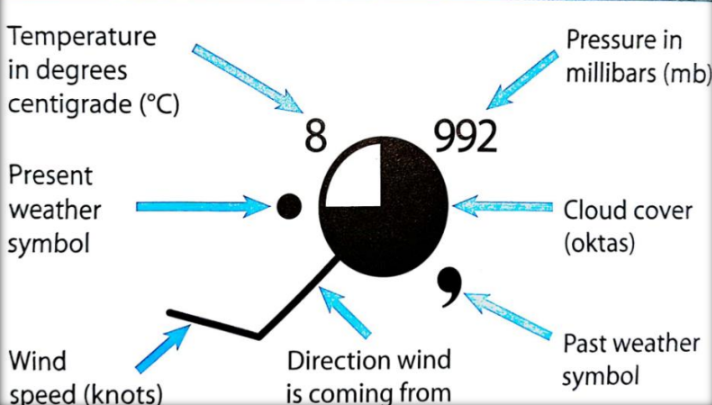 Temperature
in degrees
centigrade (°C)
Pressure in
millibars (mb)
8
992
Present
weather
symbol
Cloud cover
(oktas)
Wind
speed (knots)
Direction wind
is coming from
Past weather
symbol